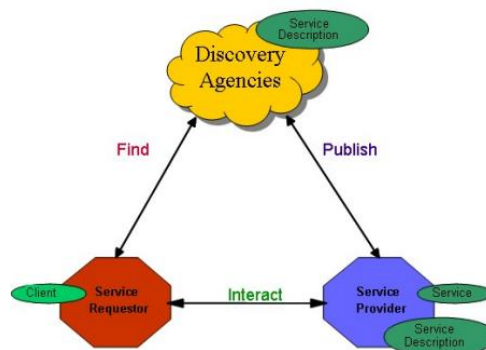 Service
Description
Discovery
Agencies
Find
Publish
Client
Service
Requestor
Interact
Service
Provider
Service
Service
Description